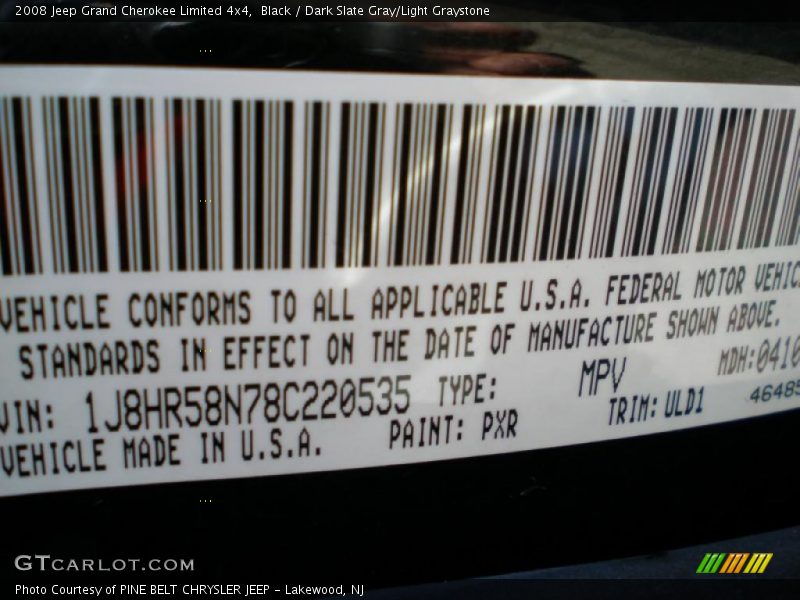 2008 Jeep Grand Cherokee Limited 4x4,  Black / Dark Slate Gray/Light Graystone
VEHICLE CONFORMS TO ALL APPLICABLE U.S.A. FEDERAL MOTOR VEHIC
STANDARDS IN EFFECT ON THE DATE OF MANUFACTURE SHOWN ABOVE.
VIN: 1J8HR58N78C220535 TYPE: MPV MDH:0410
VEHICLE MADE IN U.S.A. PAINT: PXR TRIM: ULD1 46485
GTCARLOT.COM
Photo Courtesy of PINE BELT CHRYSLER JEEP – Lakewood, NJ